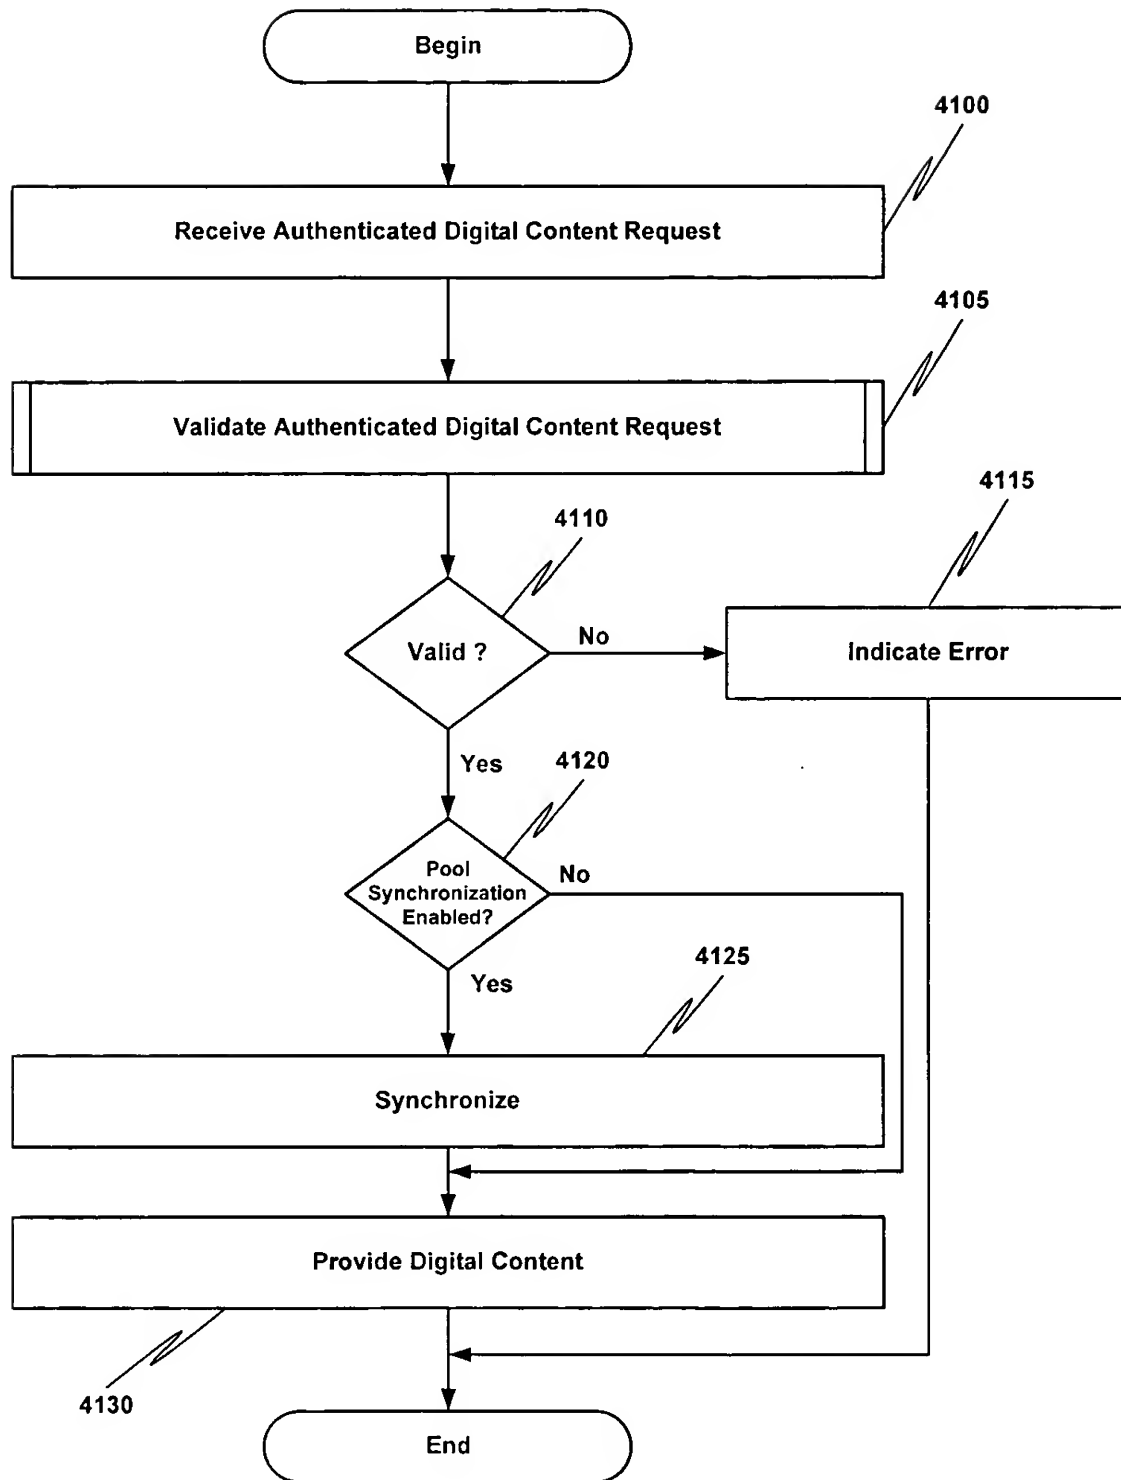 Begin
4100
Receive Authenticated Digital Content Request
4105
Validate Authenticated Digital Content Request
4115
4110
Valid ?
No
Indicate Error
Yes
4120
Pool
Synchronization
Enabled?
No
Yes
4125
Synchronize
Provide Digital Content
4130
End